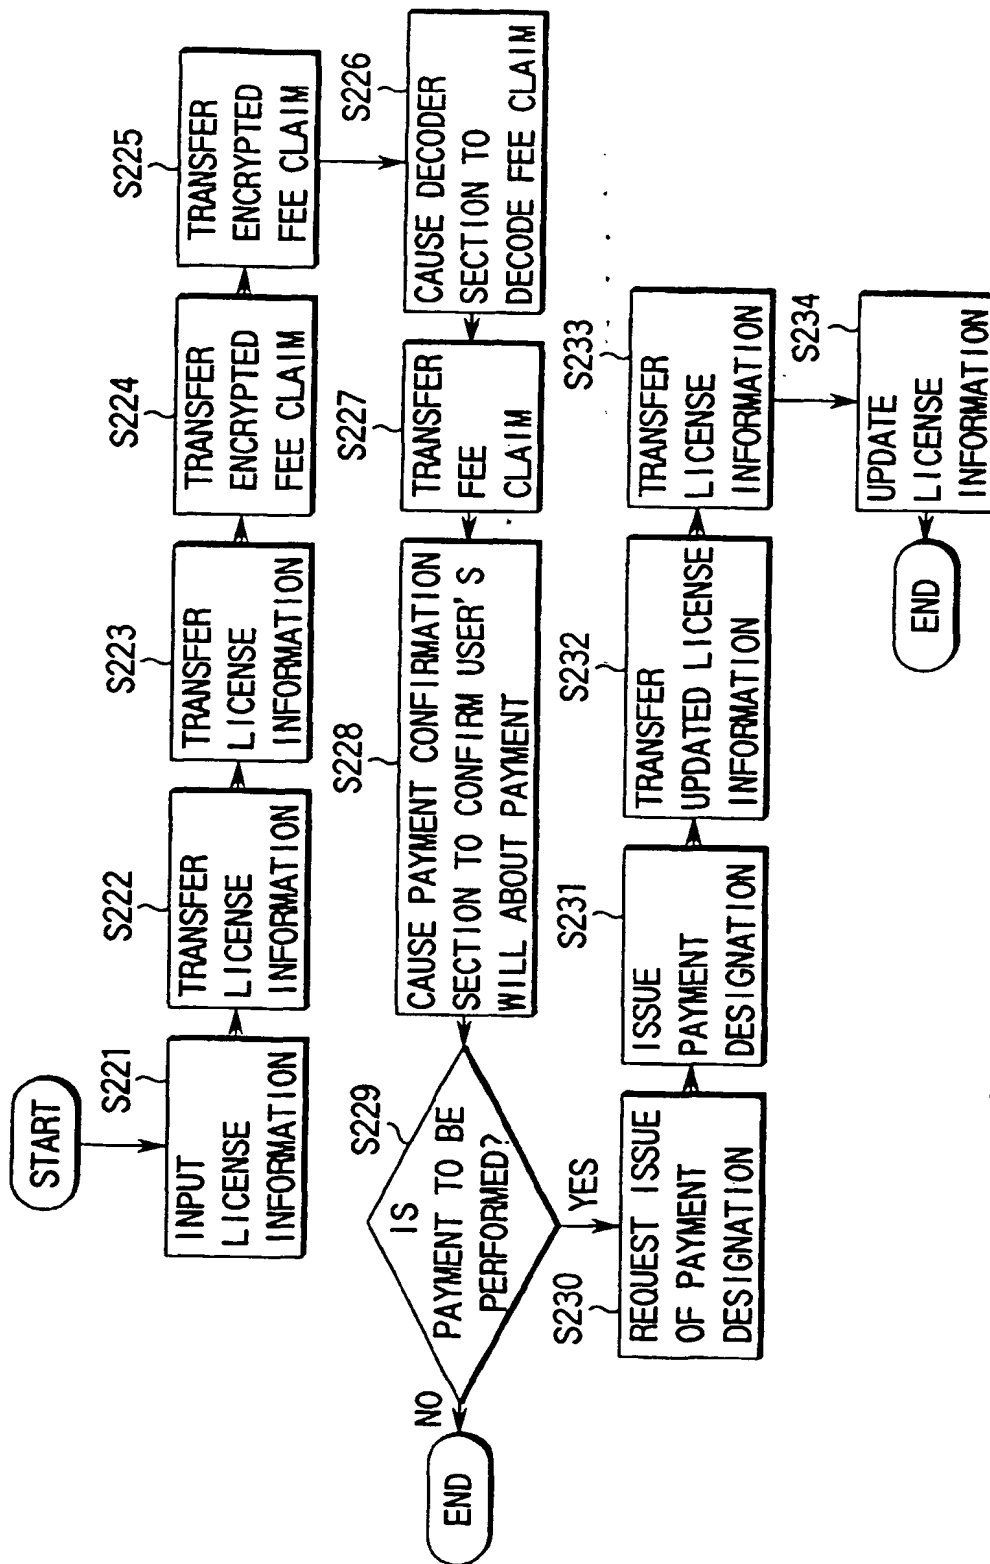 START
S221
INPUT
LICENSE
INFORMATION
S222
TRANSFER
LICENSE
INFORMATION
S223
TRANSFER
LICENSE
INFORMATION
S224
TRANSFER
ENCRYPTED
FEE CLAIM
S225
TRANSFER
ENCRYPTED
FEE CLAIM
S226
CAUSE DECODER
SECTION TO
DECODE FEE CLAIM
S227
TRANSFER
FEE
CLAIM
S228
CAUSE PAYMENT CONFIRMATION
SECTION TO CONFIRM USER'S
WILL ABOUT PAYMENT
S229
IS
PAYMENT TO BE
PERFORMED?
NO
END
YES
S230
REQUEST ISSUE
OF PAYMENT
DESIGNATION
S231
ISSUE
PAYMENT
DESIGNATION
S232
TRANSFER
UPDATED LICENSE
INFORMATION
S233
TRANSFER
LICENSE
INFORMATION
S234
UPDATE
LICENSE
INFORMATION
END